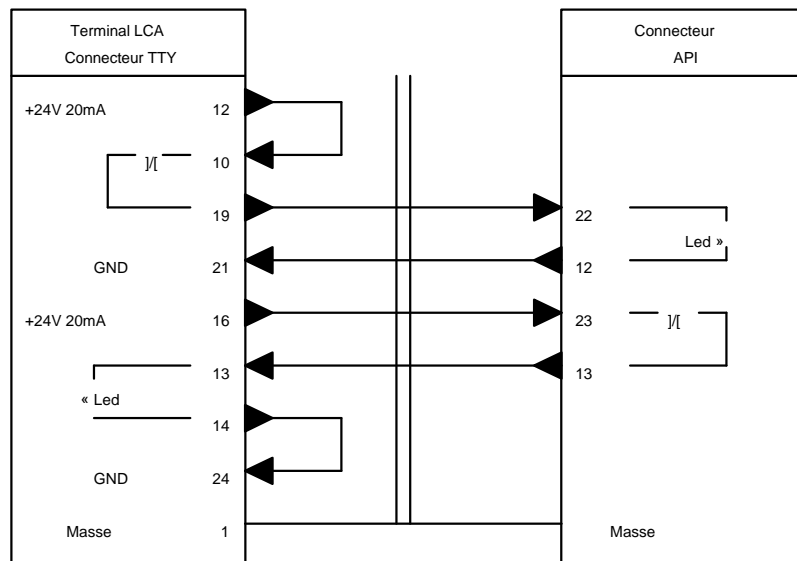 Terminal LCA
Connecteur TTY
Connecteur
API
+24V 20mA 12
]/[ 10
19 22
Led »
GND 21 12
+24V 20mA 16 23 ]/[
13 13
« Led
14
GND 24
Masse 1 Masse